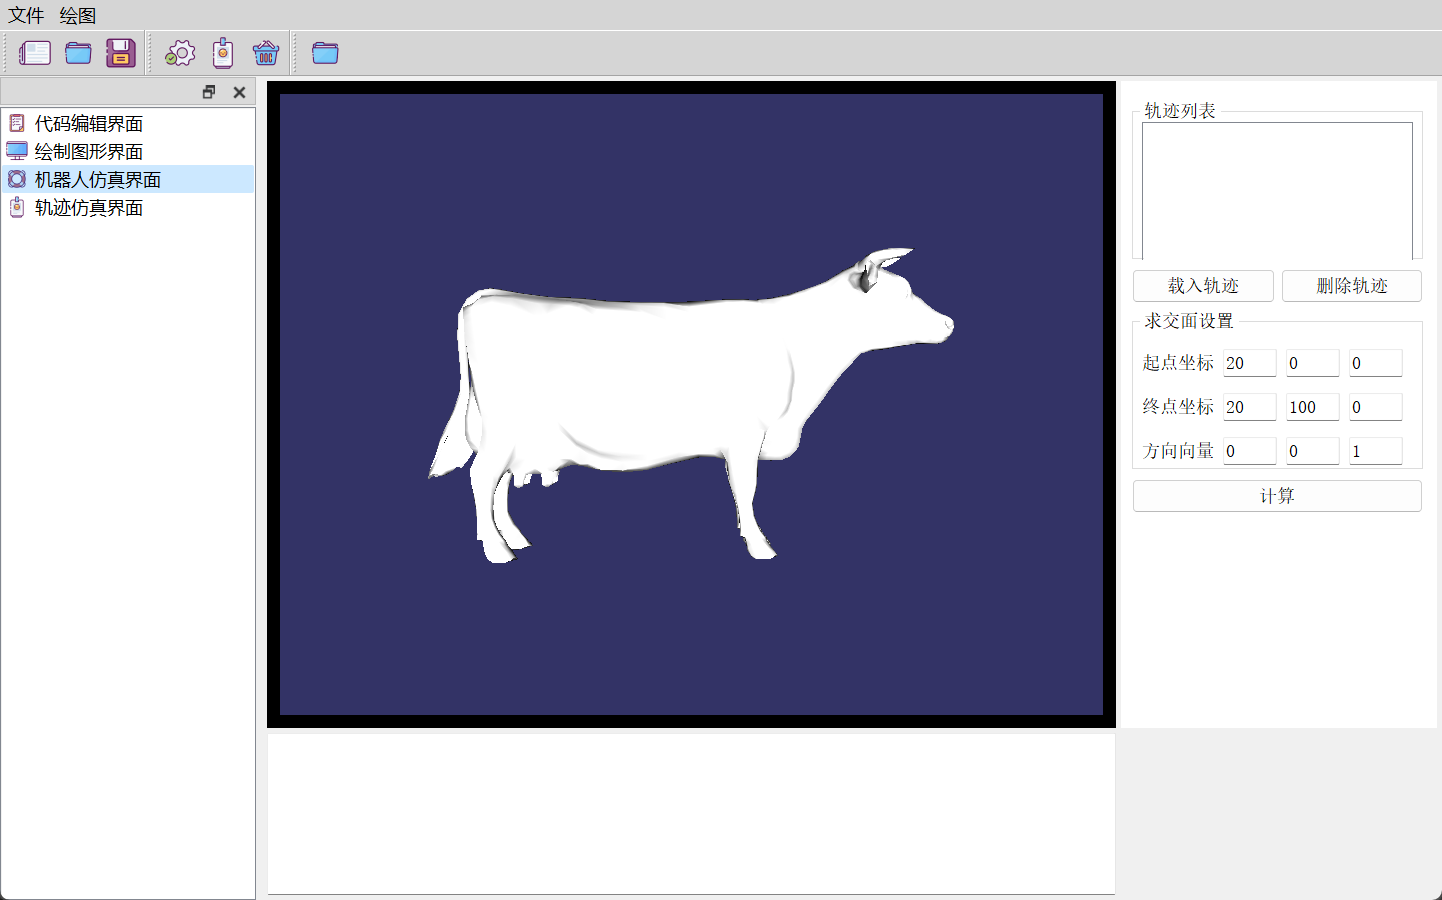 文件 绘图
代码编辑界面
绘制图形界面
机器人仿真界面
轨迹仿真界面
轨迹列表
载入轨迹 删除轨迹
求交面设置
起点坐标 20 0 0
终点坐标 20 100 0
方向向量 0 0 1
计算